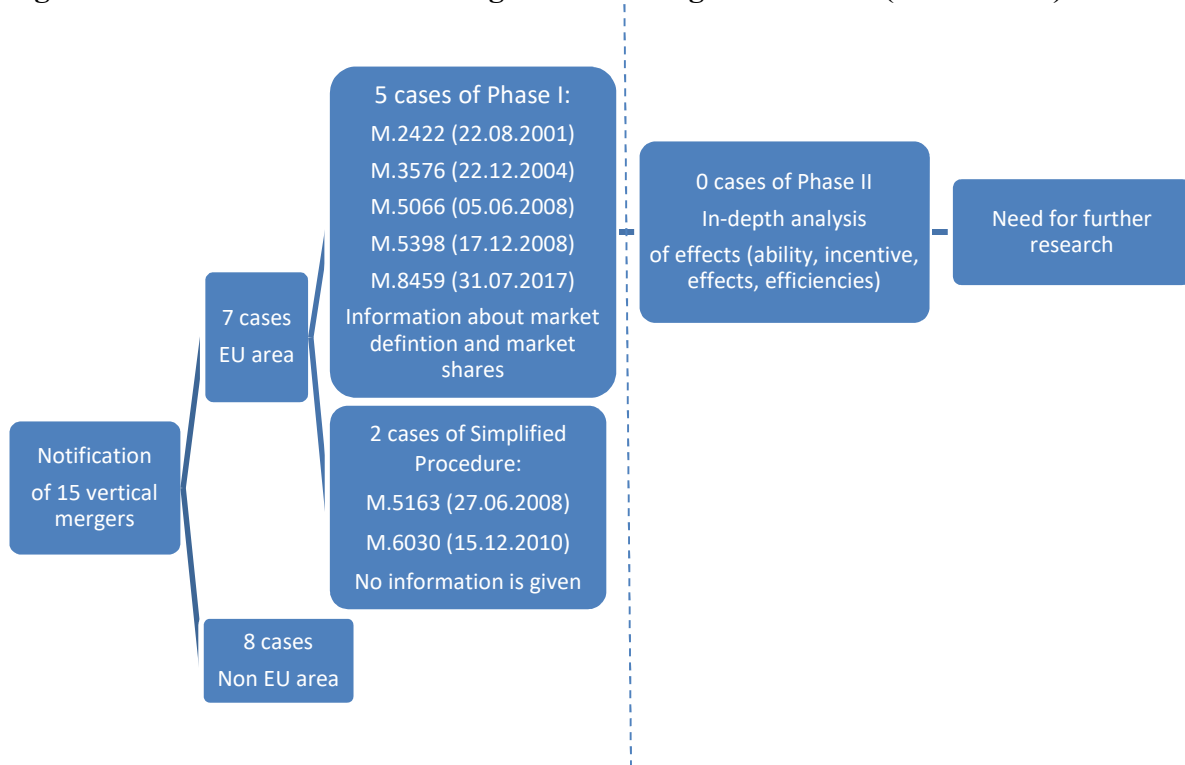 Notification
of 15 vertical
mergers
7 cases
EU area
8 cases
Non EU area
5 cases of Phase I:
M.2422 (22.08.2001)
M.3576 (22.12.2004)
M.5066 (05.06.2008)
M.5398 (17.12.2008)
M.8459 (31.07.2017)
Information about market
defintion and market
shares
2 cases of Simplified
Procedure:
M.5163 (27.06.2008)
M.6030 (15.12.2010)
No information is given
0 cases of Phase II
In-depth analysis
of effects (ability, incentive,
effects, efficiencies)
Need for further
research